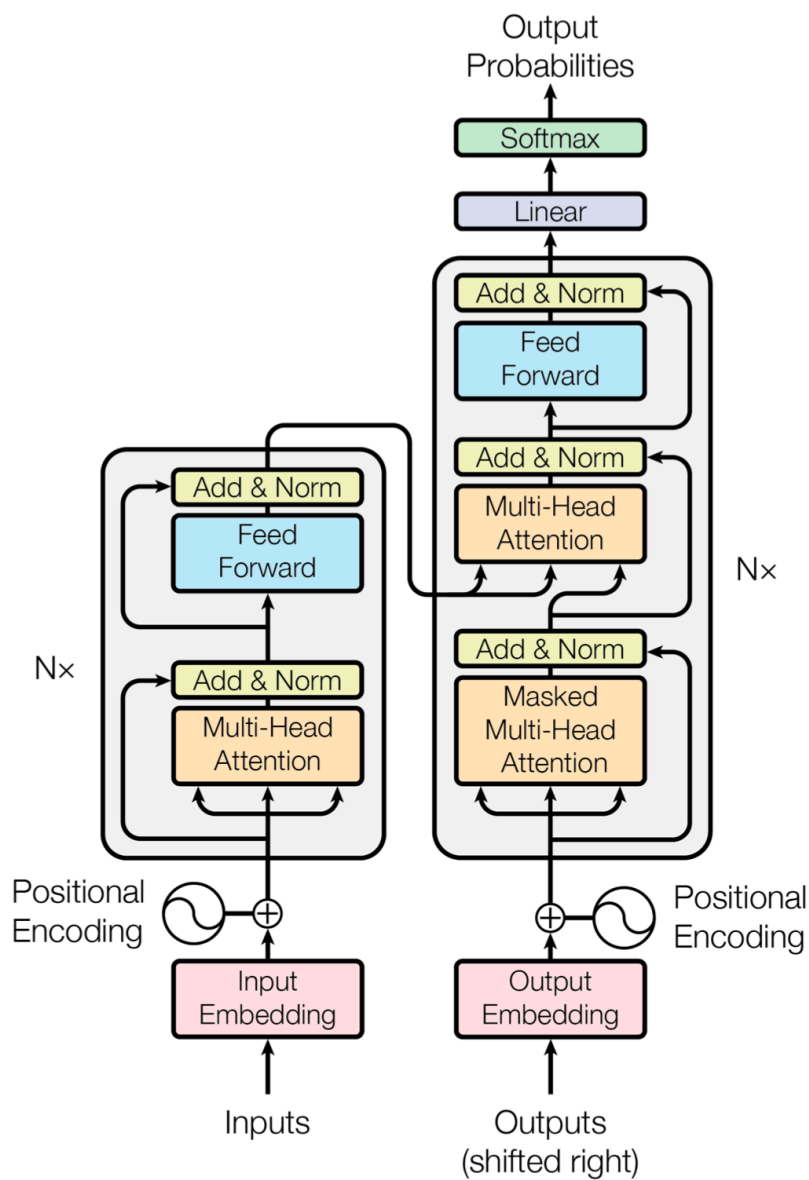 Output
Probabilities
Softmax
Linear
Add & Norm
Feed
Forward
Add & Norm
Multi-Head
Attention
Add & Norm
Masked
Multi-Head
Attention
Nx
Add & Norm
Feed
Forward
Add & Norm
Multi-Head
Attention
N×
Positional
Encoding
Positional
Encoding
Input
Embedding
Output
Embedding
Inputs
Outputs
(shifted right)